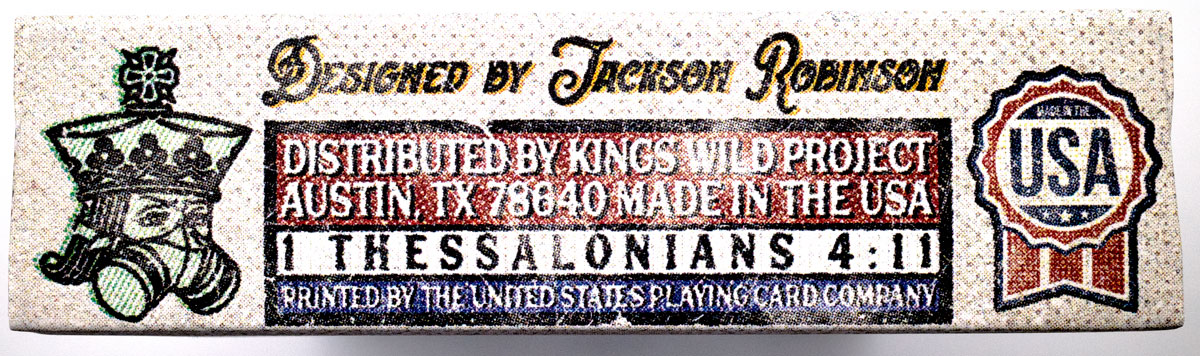 DESIGNED BY JACKSON ROBINSON
DISTRIBUTED BY KINGS WILD PROJECT
AUSTIN, TX 78640 MADE IN THE USA
1 THESSALONIANS 4:11
PRINTED BY THE UNITED STATES PLAYING CARD COMPANY
MADE IN THE
USA